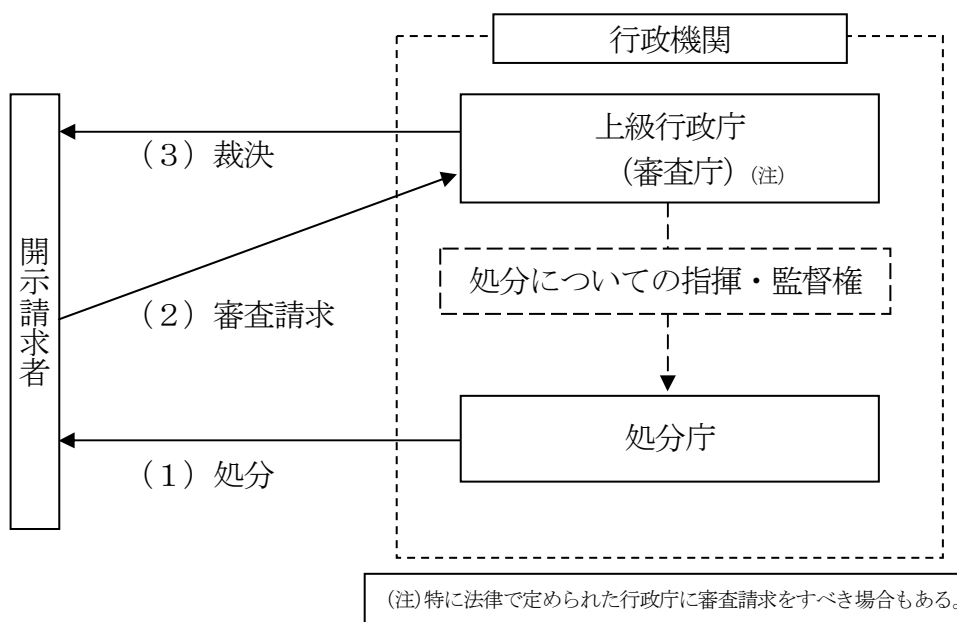 行政機関
上級行政庁
（審査庁）(注)
（３）裁決
処分についての指揮・監督権
（２）審査請求
開示請求者
処分庁
（１）処分
(注)特に法律で定められた行政庁に審査請求をすべき場合もある。